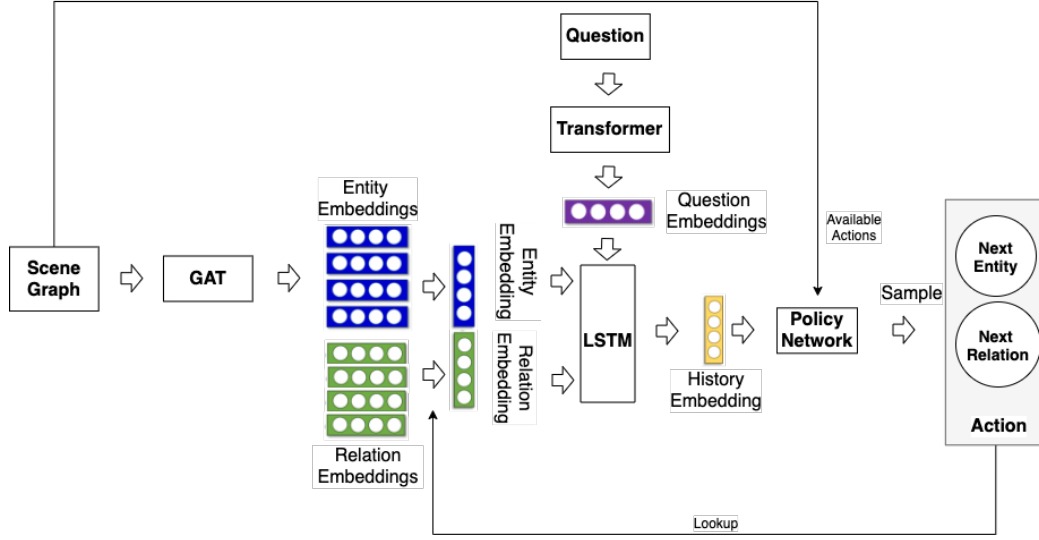 Question
Transformer
Question
Embeddings
Entity
Embeddings
Scene
Graph
GAT
Entity
Embedding
Relation
Embedding
Relation
Embeddings
LSTM
History
Embedding
Available
Actions
Policy
Network
Sample
Next
Entity
Next
Relation
Action
Lookup